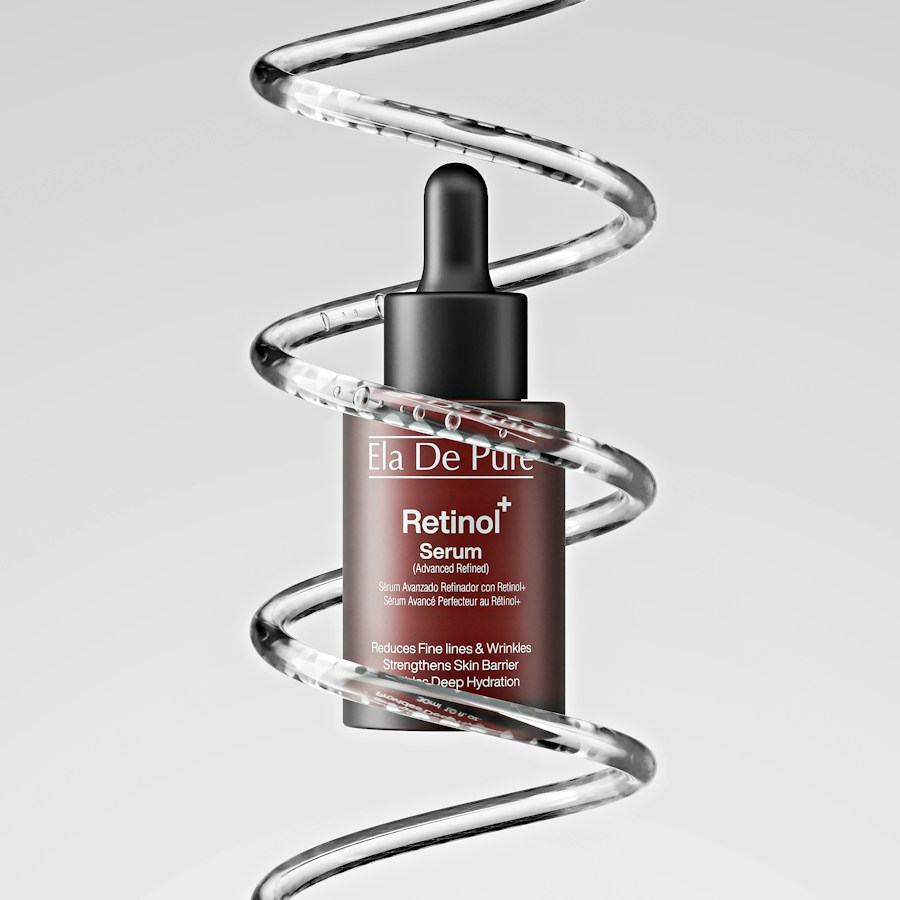 Ela De Pure
Retinol+
Serum
(Advanced Refined)
Sérum Avanzado Refinador con Retinol+
Sérum Avancé Perfecteur au Rétinol+
Reduces Fine lines & Wrinkles
Strengthens Skin Barrier
Deep Hydration